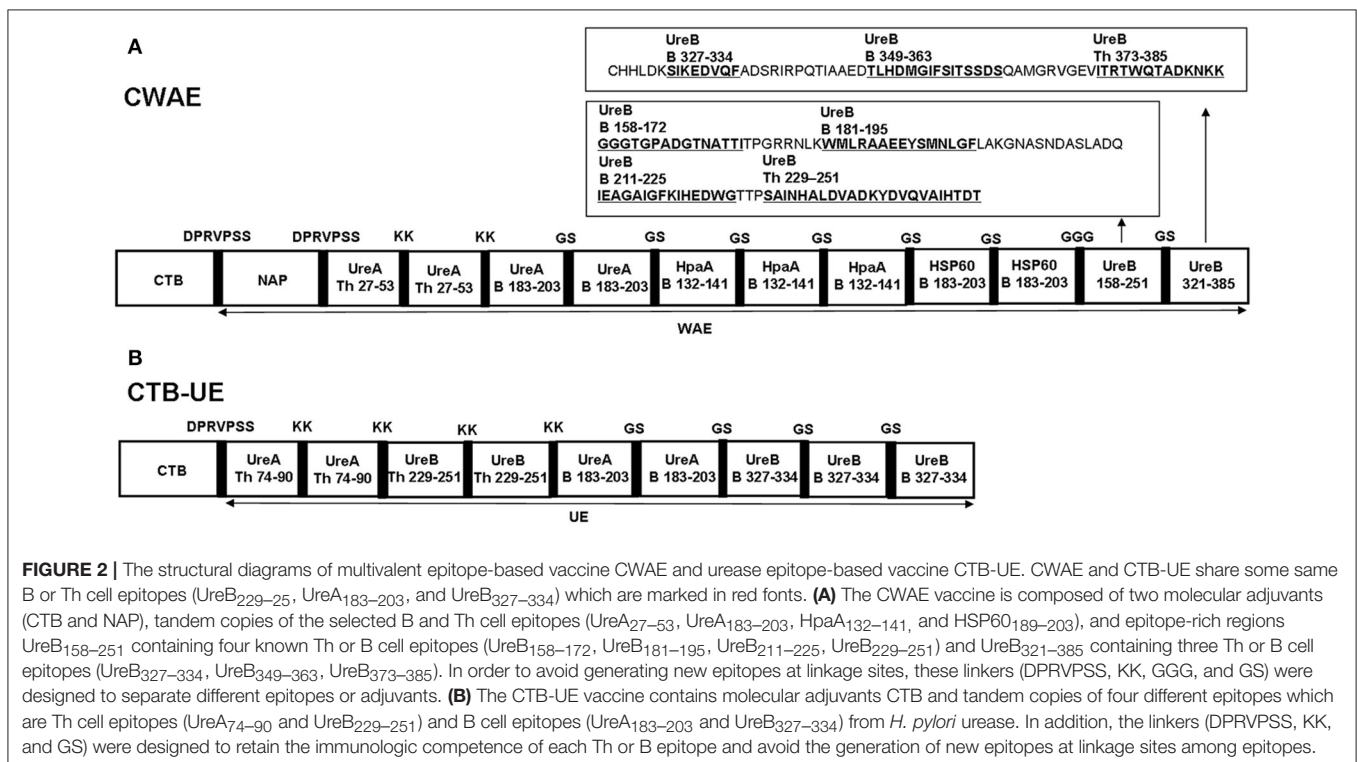 A
CWAE
UreB UreB UreB
B 327-334 B 349-363 Th 373-385
CHHLDKSIKEDVQFADSRIRPQTIAAEDTLHDMGIFSITSSDSQAMGRVGEVITRTWQTADKNKK
UreB UreB
B 158-172 B 181-195
GGGTGPADGTNATTITPGRRNLKWMLRAAEEYSMNLGFLAKGNASNDASLADQ
UreB UreB
B 211-225 Th 229–251
IEAGAIGFKIHEDWGTTPSAINHALDVADKYDVQVAIHTDT
DPRVPSS DPRVPSS KK KK GS GS GS GS GS GS GGG GS
CTB NAP UreA UreA UreA UreA HpaA HpaA HpaA HSP60 HSP60 UreB UreB
Th 27-53 Th 27-53 B 183-203 B 183-203 B 132-141 B 132-141 B 132-141 B 183-203 B 183-203 158-251 321-385
WAE
B
CTB-UE
DPRVPSS KK KK KK KK GS GS GS GS
CTB UreA UreA UreB UreB UreA UreA UreB UreB UreB
Th 74-90 Th 74-90 Th 229-251 Th 229-251 B 183-203 B 183-203 B 327-334 B 327-334 B 327-334
UE
FIGURE 2 | The structural diagrams of multivalent epitope-based vaccine CWAE and urease epitope-based vaccine CTB-UE. CWAE and CTB-UE share some same
B or Th cell epitopes (UreB229–25, UreA183–203, and UreB327–334) which are marked in red fonts. (A) The CWAE vaccine is composed of two molecular adjuvants
(CTB and NAP), tandem copies of the selected B and Th cell epitopes (UreA27–53, UreA183–203, HpaA132–141, and HSP60189–203), and epitope-rich regions
UreB158–251 containing four known Th or B cell epitopes (UreB158–172, UreB181–195, UreB211–225, UreB229–251) and UreB321–385 containing three Th or B cell
epitopes (UreB327–334, UreB349–363, UreB373–385). In order to avoid generating new epitopes at linkage sites, these linkers (DPRVPSS, KK, GGG, and GS) were
designed to separate different epitopes or adjuvants. (B) The CTB-UE vaccine contains molecular adjuvants CTB and tandem copies of four different epitopes which
are Th cell epitopes (UreA74–90 and UreB229–251) and B cell epitopes (UreA183–203 and UreB327–334) from H. pylori urease. In addition, the linkers (DPRVPSS, KK,
and GS) were designed to retain the immunologic competence of each Th or B epitope and avoid the generation of new epitopes at linkage sites among epitopes.